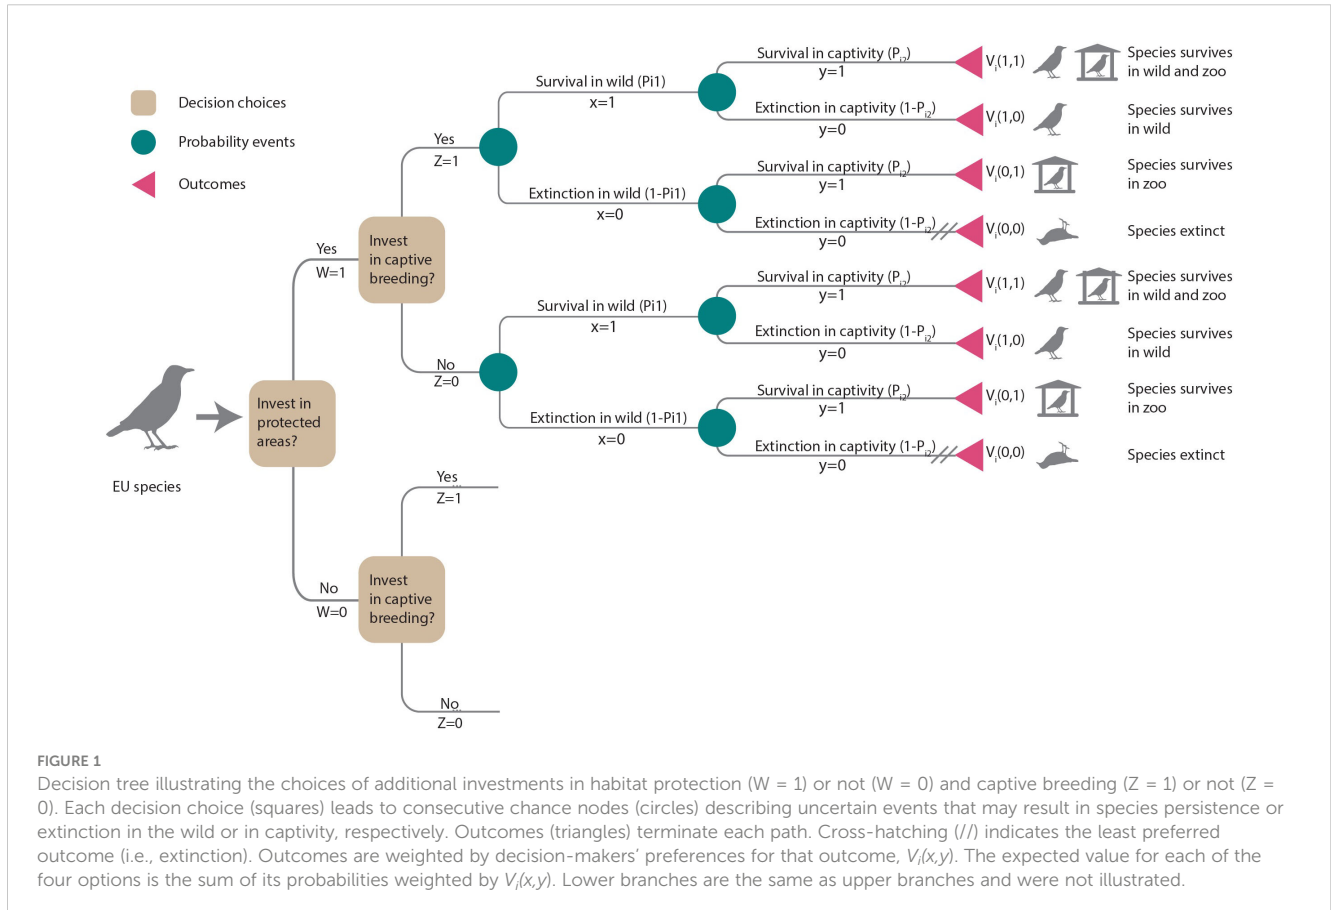 Decision choices
Probability events
Outcomes
EU species
Invest in
protected
areas?
Yes
W=1
No
W=0
Invest
in captive
breeding?
Yes
Z=1
No
Z=0
Survival in wild (Pi1)
x=1
Extinction in wild (1-Pi1)
x=0
Survival in captivity (Pi2)
y=1
Vi(1,1)
Species survives
in wild and zoo
Extinction in captivity (1-Pi2)
y=0
Vi(1,0)
Species survives
in wild
Survival in captivity (Pi2)
y=1
Vi(0,1)
Species survives
in zoo
Extinction in captivity (1-Pi2)
y=0
Vi(0,0)
Species extinct
Survival in wild (Pi1)
x=1
Extinction in wild (1-Pi1)
x=0
Survival in captivity (Pi2)
y=1
Vi(1,1)
Species survives
in wild and zoo
Extinction in captivity (1-Pi2)
y=0
Vi(1,0)
Species survives
in wild
Survival in captivity (Pi2)
y=1
Vi(0,1)
Species survives
in zoo
Extinction in captivity (1-Pi2)
y=0
Vi(0,0)
Species extinct
Invest
in captive
breeding?
Yes...
Z=1
No...
Z=0
FIGURE 1
Decision tree illustrating the choices of additional investments in habitat protection (W = 1) or not (W = 0) and captive breeding (Z = 1) or not (Z =
0). Each decision choice (squares) leads to consecutive chance nodes (circles) describing uncertain events that may result in species persistence or
extinction in the wild or in captivity, respectively. Outcomes (triangles) terminate each path. Cross-hatching (//) indicates the least preferred
outcome (i.e., extinction). Outcomes are weighted by decision-makers' preferences for that outcome, Vi(x,y). The expected value for each of the
four options is the sum of its probabilities weighted by Vi(x,y). Lower branches are the same as upper branches and were not illustrated.